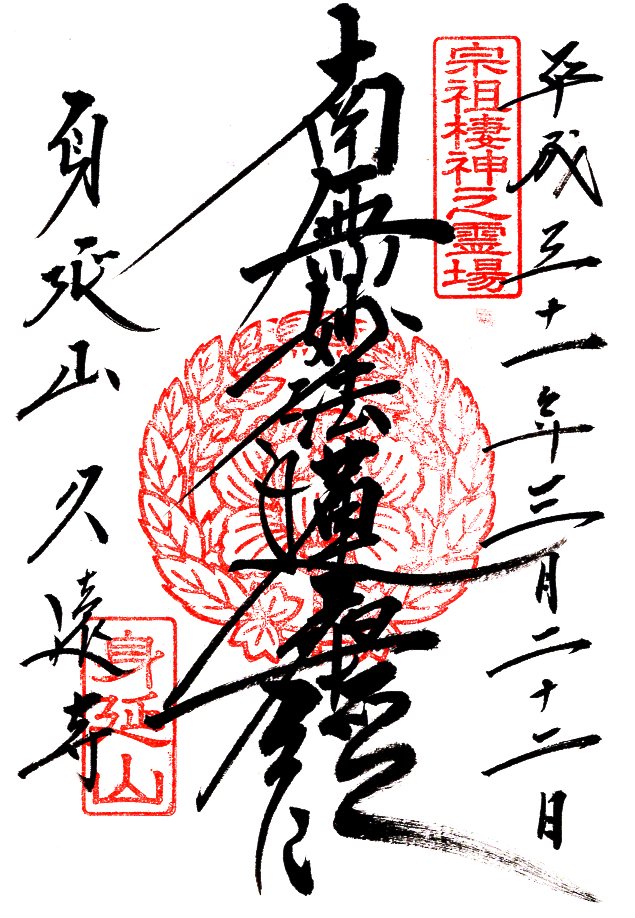 平成三十一年三月二十二日
宗祖棲神之霊場
南無妙法蓮華經
身延山 久遠寺
身延山